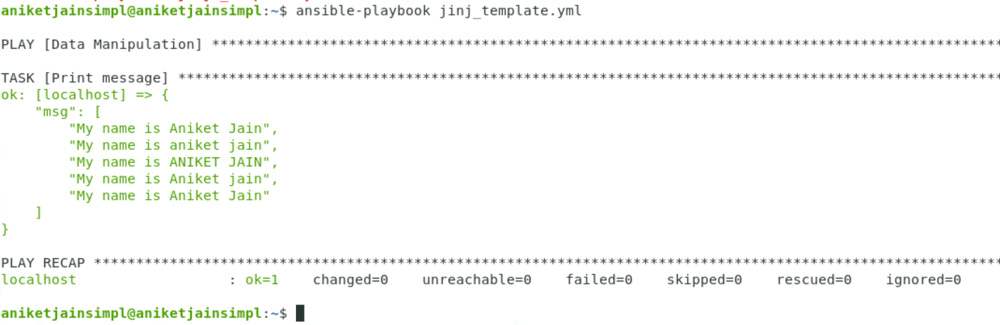 aniketjainsimpl@aniketjainsimpl:~$ ansible-playbook jinj_template.yml
PLAY [Data Manipulation] *********************************************************************************************
TASK [Print message] *************************************************************************************************
ok: [localhost] => {
    "msg": [
        "My name is Aniket Jain",
        "My name is aniket jain",
        "My name is ANIKET JAIN",
        "My name is Aniket jain",
        "My name is Aniket Jain"
    ]
}
PLAY RECAP ***********************************************************************************************************
localhost                  : ok=1    changed=0    unreachable=0    failed=0    skipped=0    rescued=0    ignored=0
aniketjainsimpl@aniketjainsimpl:~$